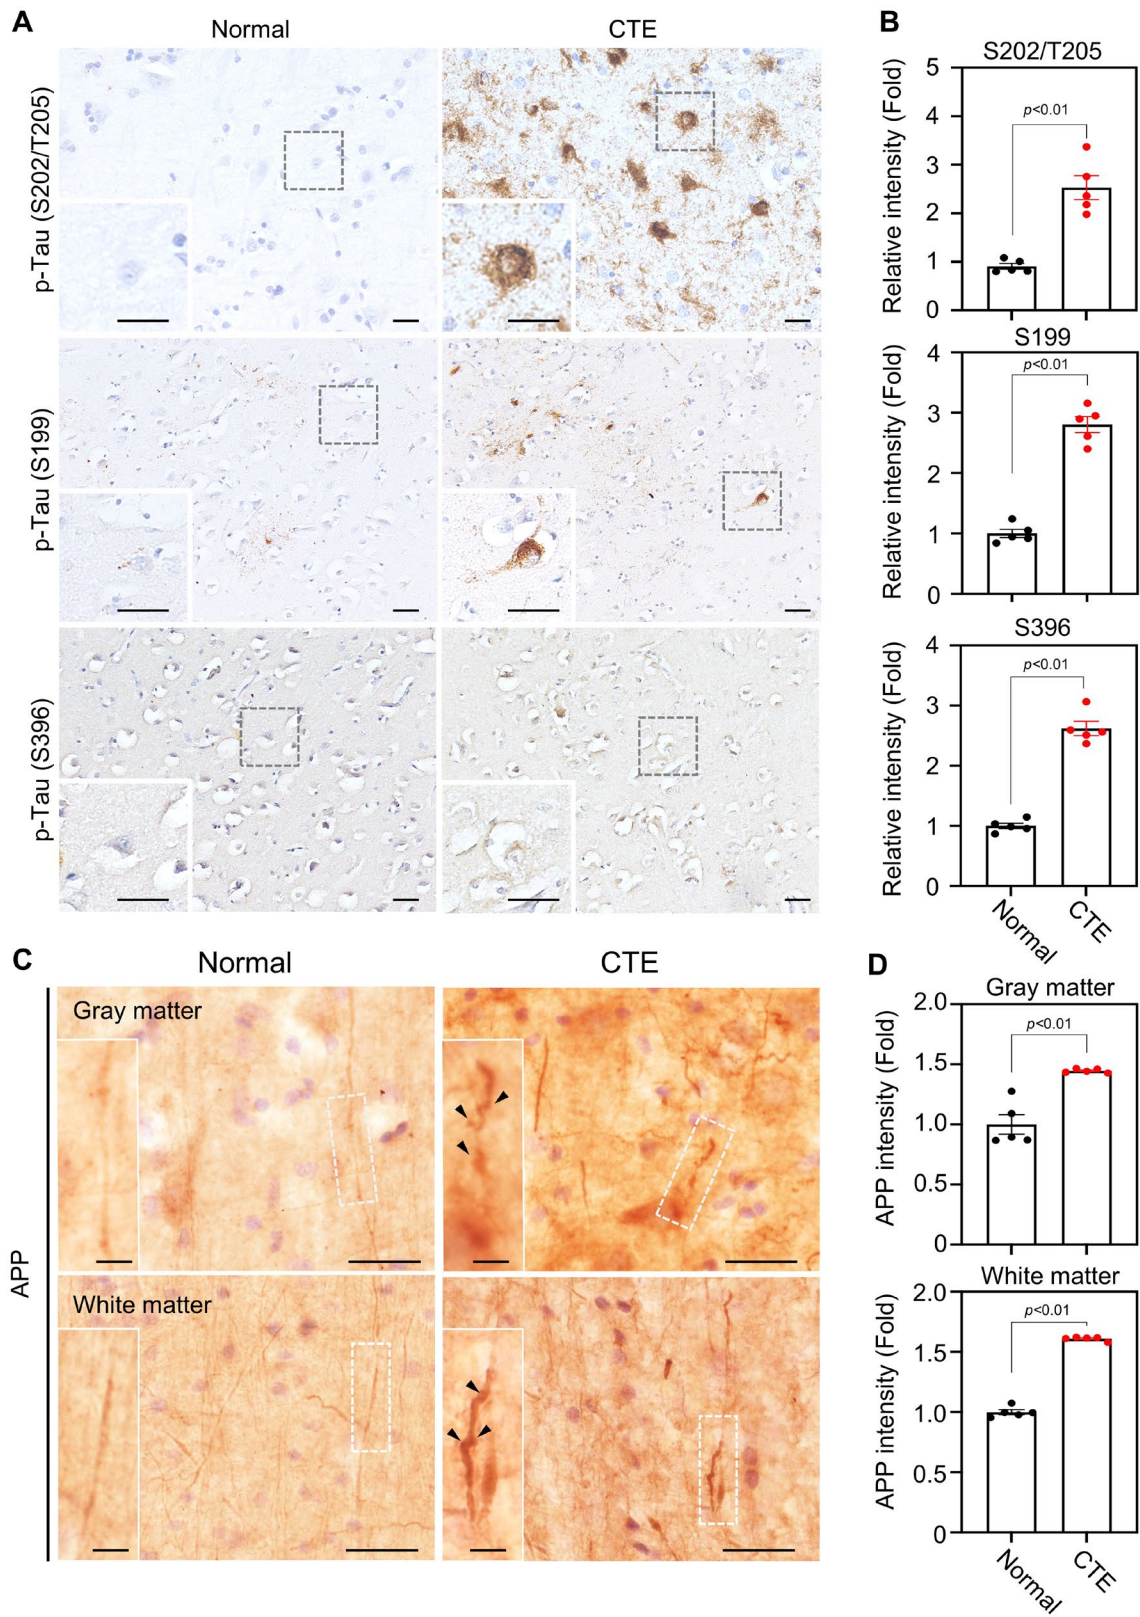 A
Normal
CTE
p-Tau (S202/T205)
p-Tau (S199)
p-Tau (S396)
B
S202/T205
Relative intensity (Fold)
5
4
3
2
1
0
p<0.01
S199
Relative intensity (Fold)
4
3
2
1
0
p<0.01
S396
Relative intensity (Fold)
4
3
2
1
0
p<0.01
Normal
CTE
C
Normal
CTE
APP
Gray matter
White matter
D
Gray matter
APP intensity (Fold)
2.0
1.5
1.0
0.5
0
p<0.01
White matter
APP intensity (Fold)
2.0
1.5
1.0
0.5
0
p<0.01
Normal
CTE